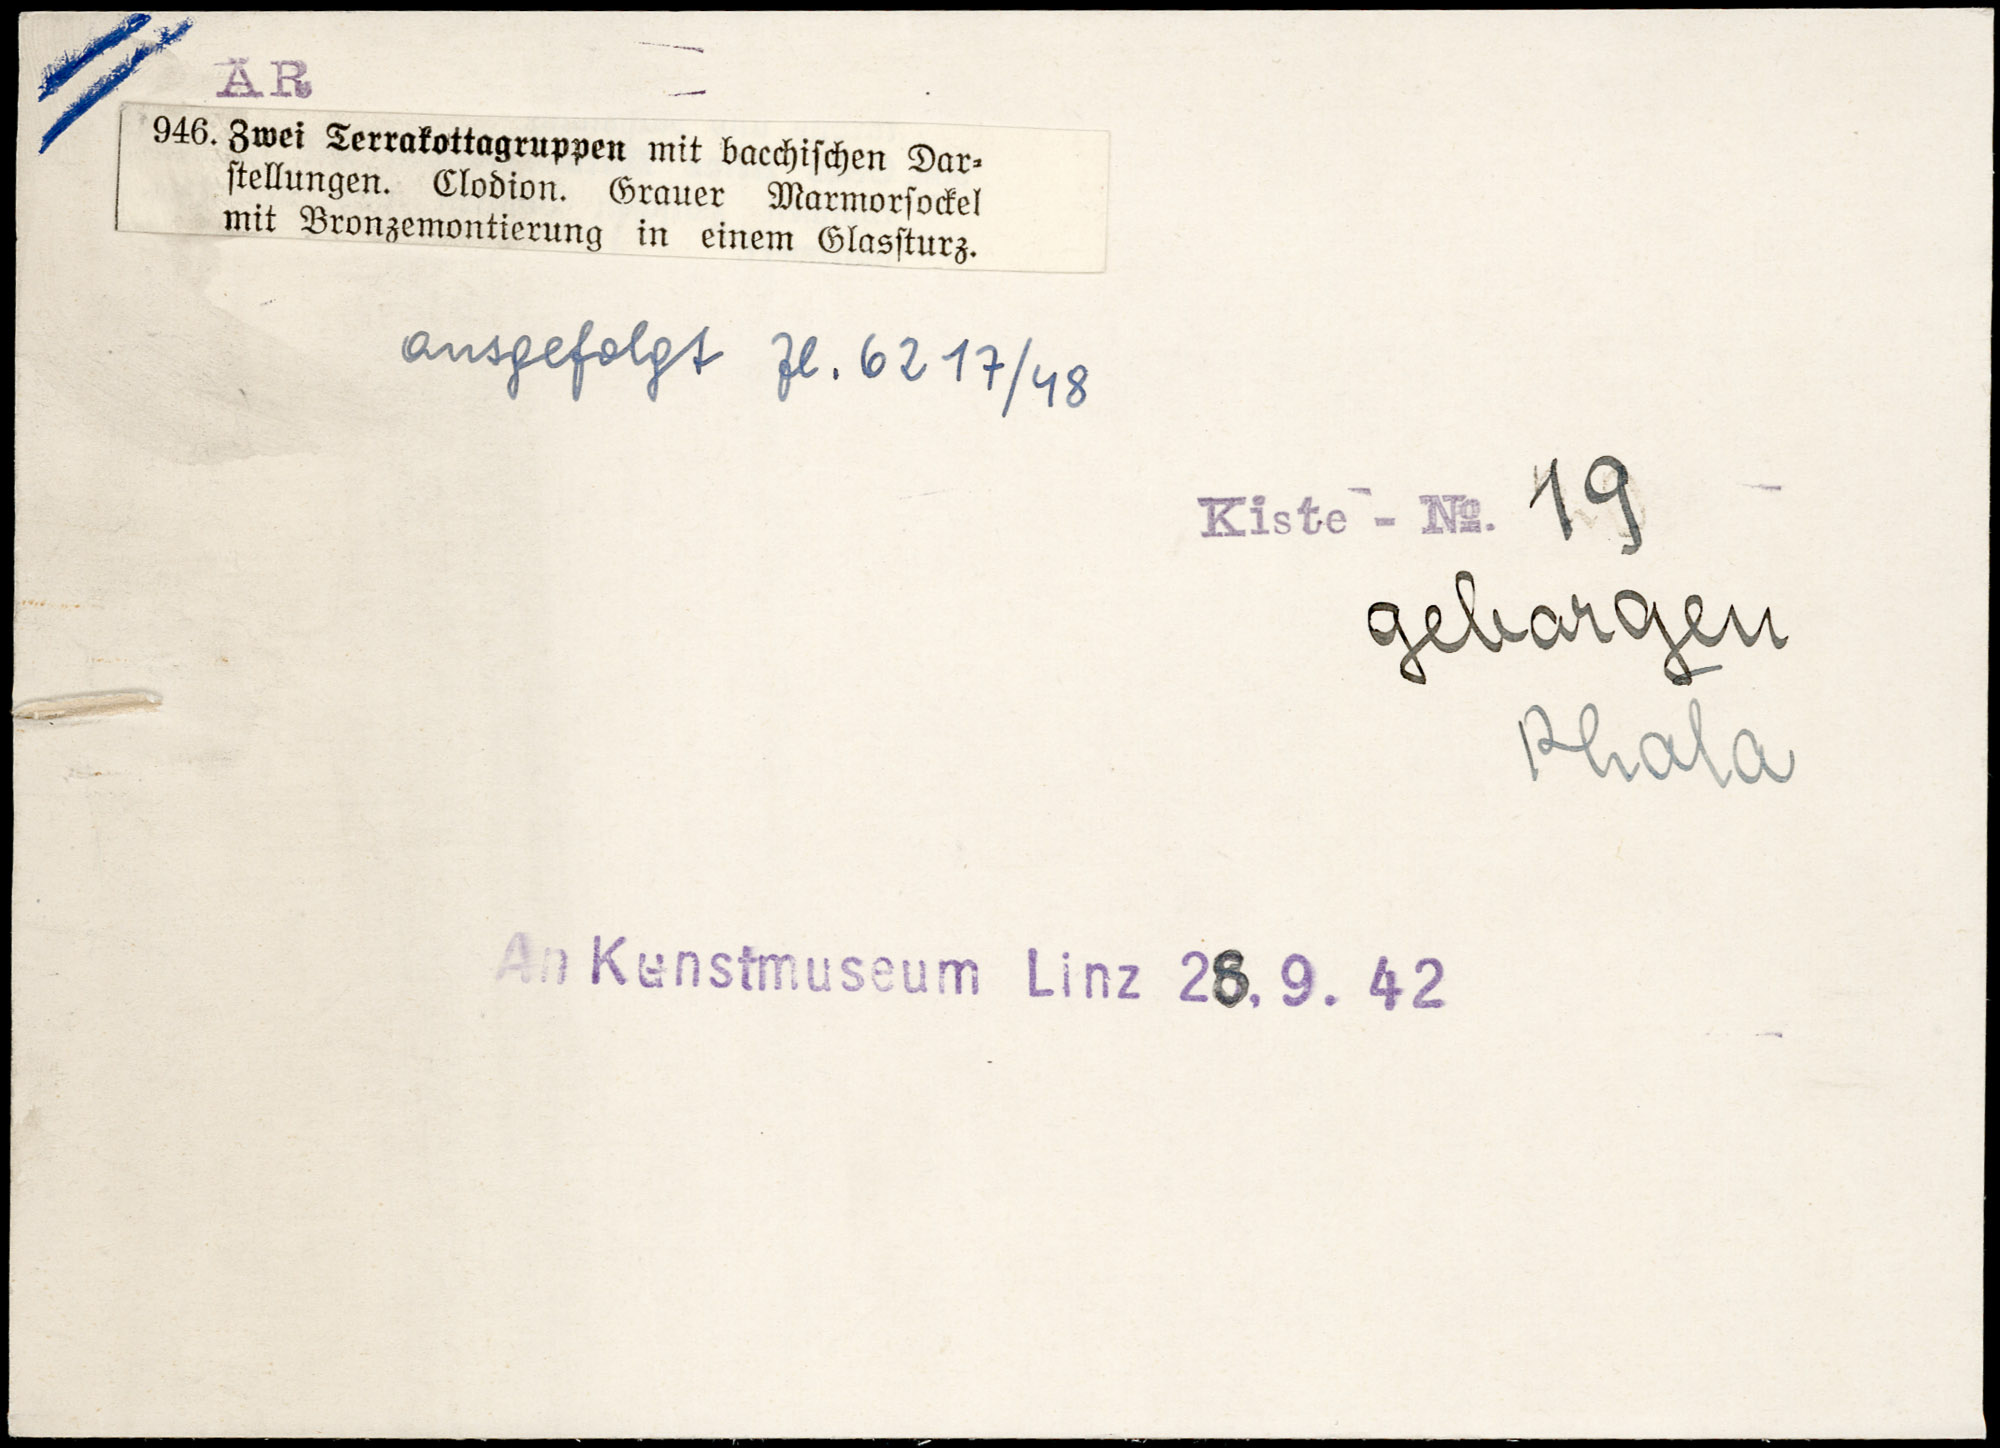 ÄR
946. Zwei Terrakottagruppen mit bacchischen Dar-
stellungen. Clodion. Grauer Marmorsockel
mit Bronzemontierung in einem Glassturz.
ausgefolgt Zl. 6217/48
Kiste - No. 19
geborgen
An Kunstmuseum Linz 28.9.42